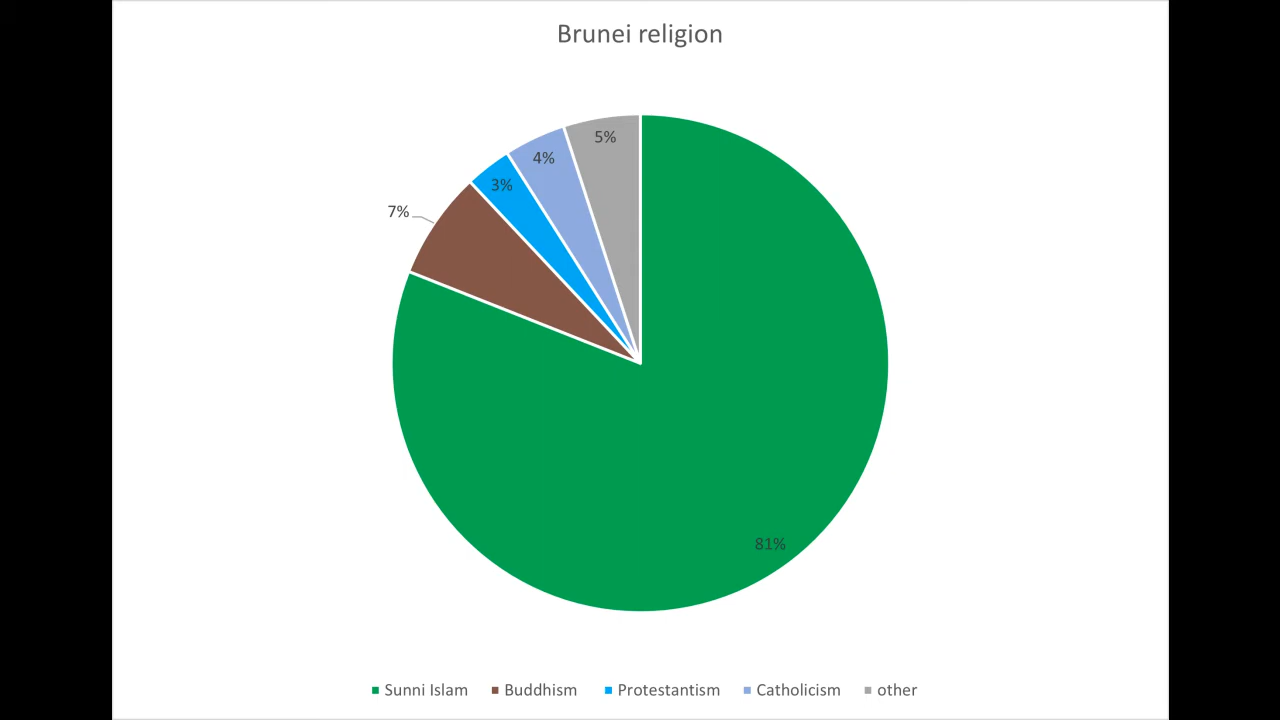 Brunei religion
5%
4%
3%
7%
81%
Sunni Islam Buddhism Protestantism Catholicism other